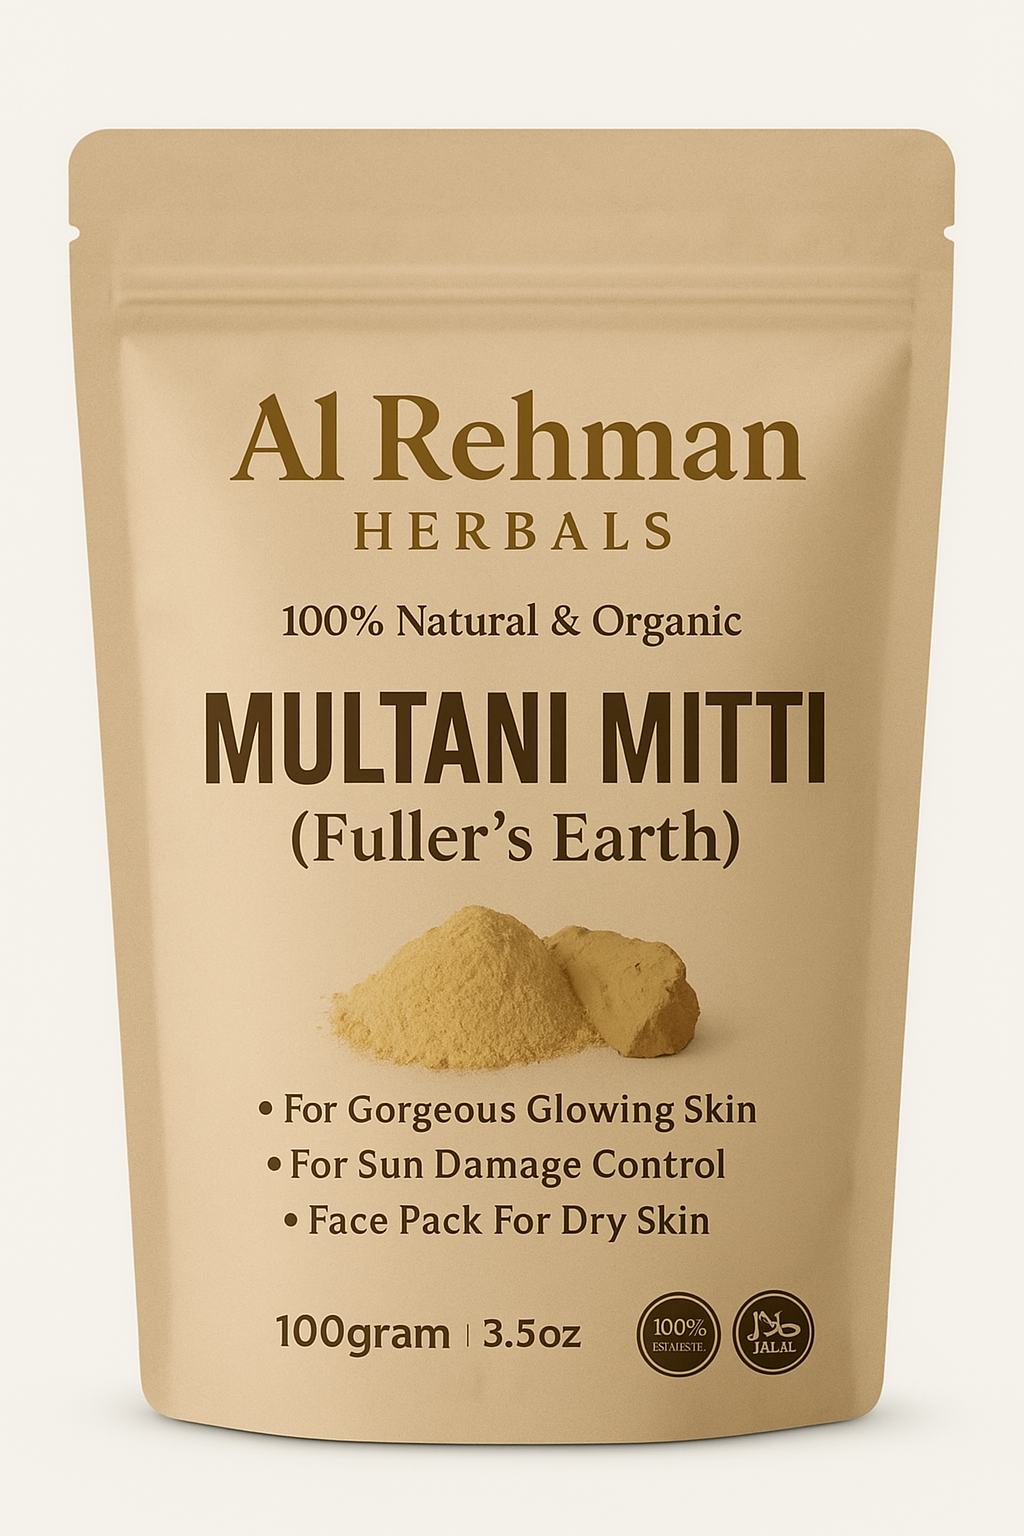 Al Rehman
HERBALS
100% Natural & Organic
MULTANI MITTI
(Fuller’s Earth)
• For Gorgeous Glowing Skin
• For Sun Damage Control
• Face Pack For Dry Skin
100gram | 3.5oz
100%
JALAL